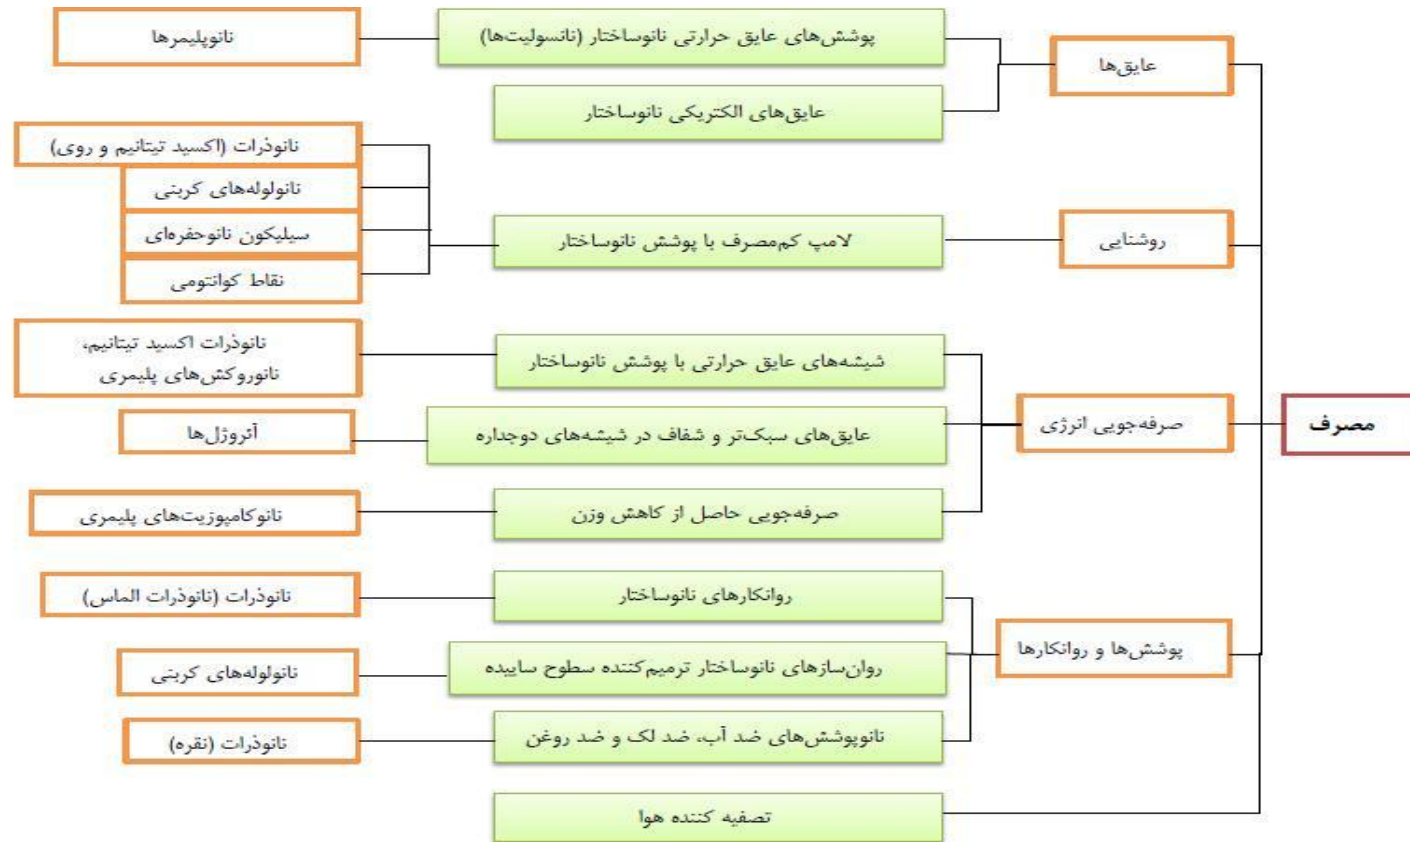 مصرف
عایق‌ها
پوشش‌های عایق حرارتی نانوساختار (نانسولیت‌ها)
نانوپلیمرها
عایق‌های الکتریکی نانوساختار
روشنایی
لامپ کم‌مصرف با پوشش نانوساختار
نانوذرات (اکسید تیتانیم و روی)
نانولوله‌های کربنی
سیلیکون نانوحفره‌ای
نقاط کوانتومی
صرفه‌جویی انرژی
شیشه‌های عایق حرارتی با پوشش نانوساختار
نانوذرات اکسید تیتانیم،
نانوروکش‌های پلیمری
عایق‌های سبک‌تر و شفاف در شیشه‌های دوجداره
آئروژل‌ها
صرفه‌جویی حاصل از کاهش وزن
نانوکامپوزیت‌های پلیمری
پوشش‌ها و روانکارها
روانکارهای نانوساختار
نانوذرات (نانوذرات الماس)
روان‌سازهای نانوساختار ترمیم‌کننده سطوح ساییده
نانولوله‌های کربنی
نانوپوشش‌های ضد آب، ضد لک و ضد روغن
نانوذرات (نقره)
تصفیه کننده هوا